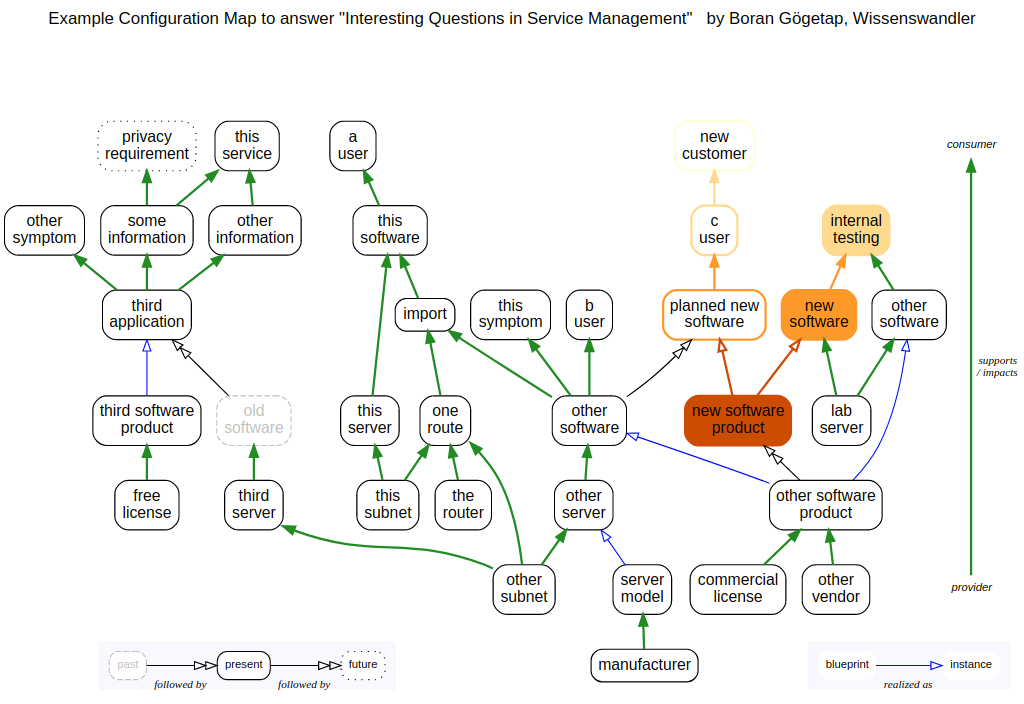 Example Configuration Map to answer "Interesting Questions in Service Management"   by Boran Gögetap, Wissenswandler
privacy
requirement
this
service
a
user
new
customer
consumer
other
symptom
some
information
other
information
this
software
c
user
internal
testing
third
application
import
this
symptom
b
user
planned new
software
new
software
other
software
supports
/ impacts
third software
product
old
software
this
server
one
route
other
software
new software
product
lab
server
free
license
third
server
this
subnet
the
router
other
server
other software
product
other
subnet
server
model
commercial
license
other
vendor
provider
manufacturer
past
followed by
present
followed by
future
blueprint
realized as
instance